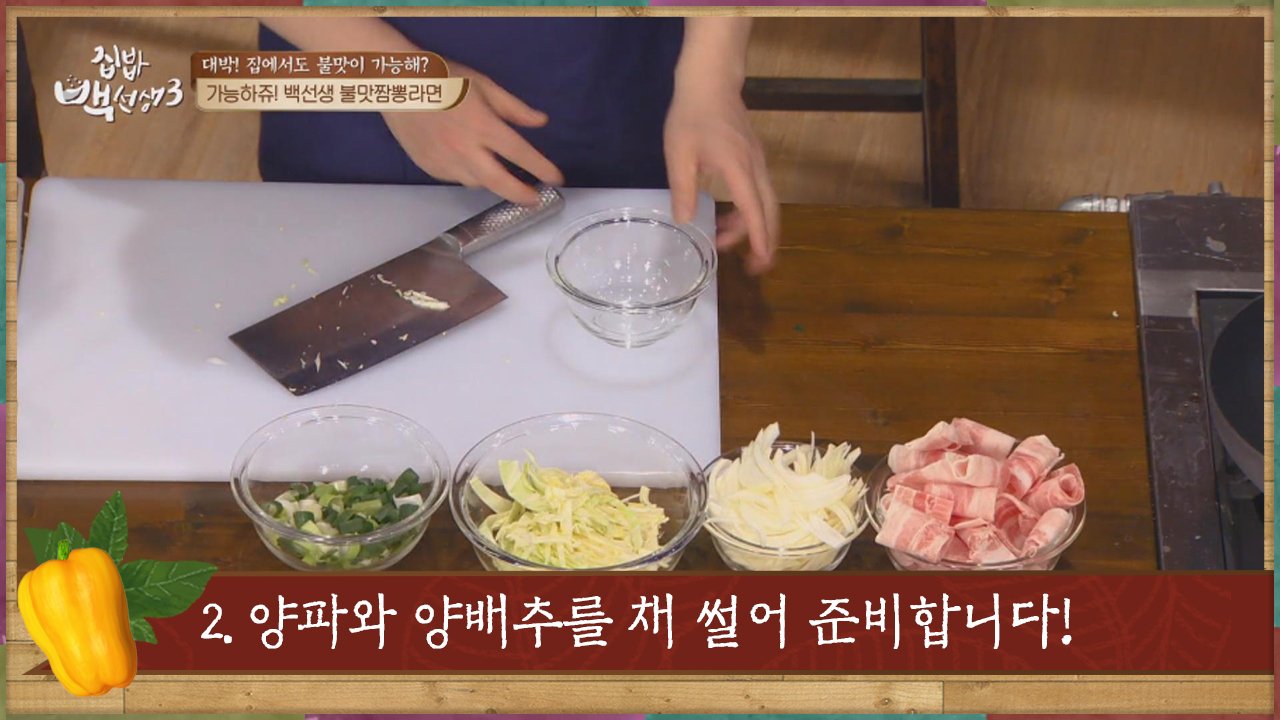 집밥
백선생3
대박! 집에서도 불맛이 가능해?
가능하쥬! 백선생 불맛짬뽕라면
2. 양파와 양배추를 채 썰어 준비합니다!